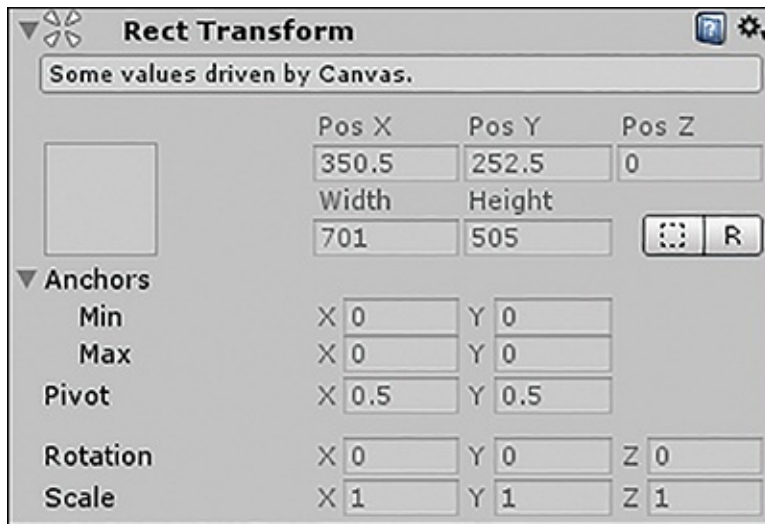 Rect Transform
Some values driven by Canvas.
Pos X Pos Y Pos Z
350.5 252.5 0
Width Height
701 505 R
Anchors
Min X 0 Y 0
Max X 0 Y 0
Pivot X 0.5 Y 0.5
Rotation X 0 Y 0 Z 0
Scale X 1 Y 1 Z 1